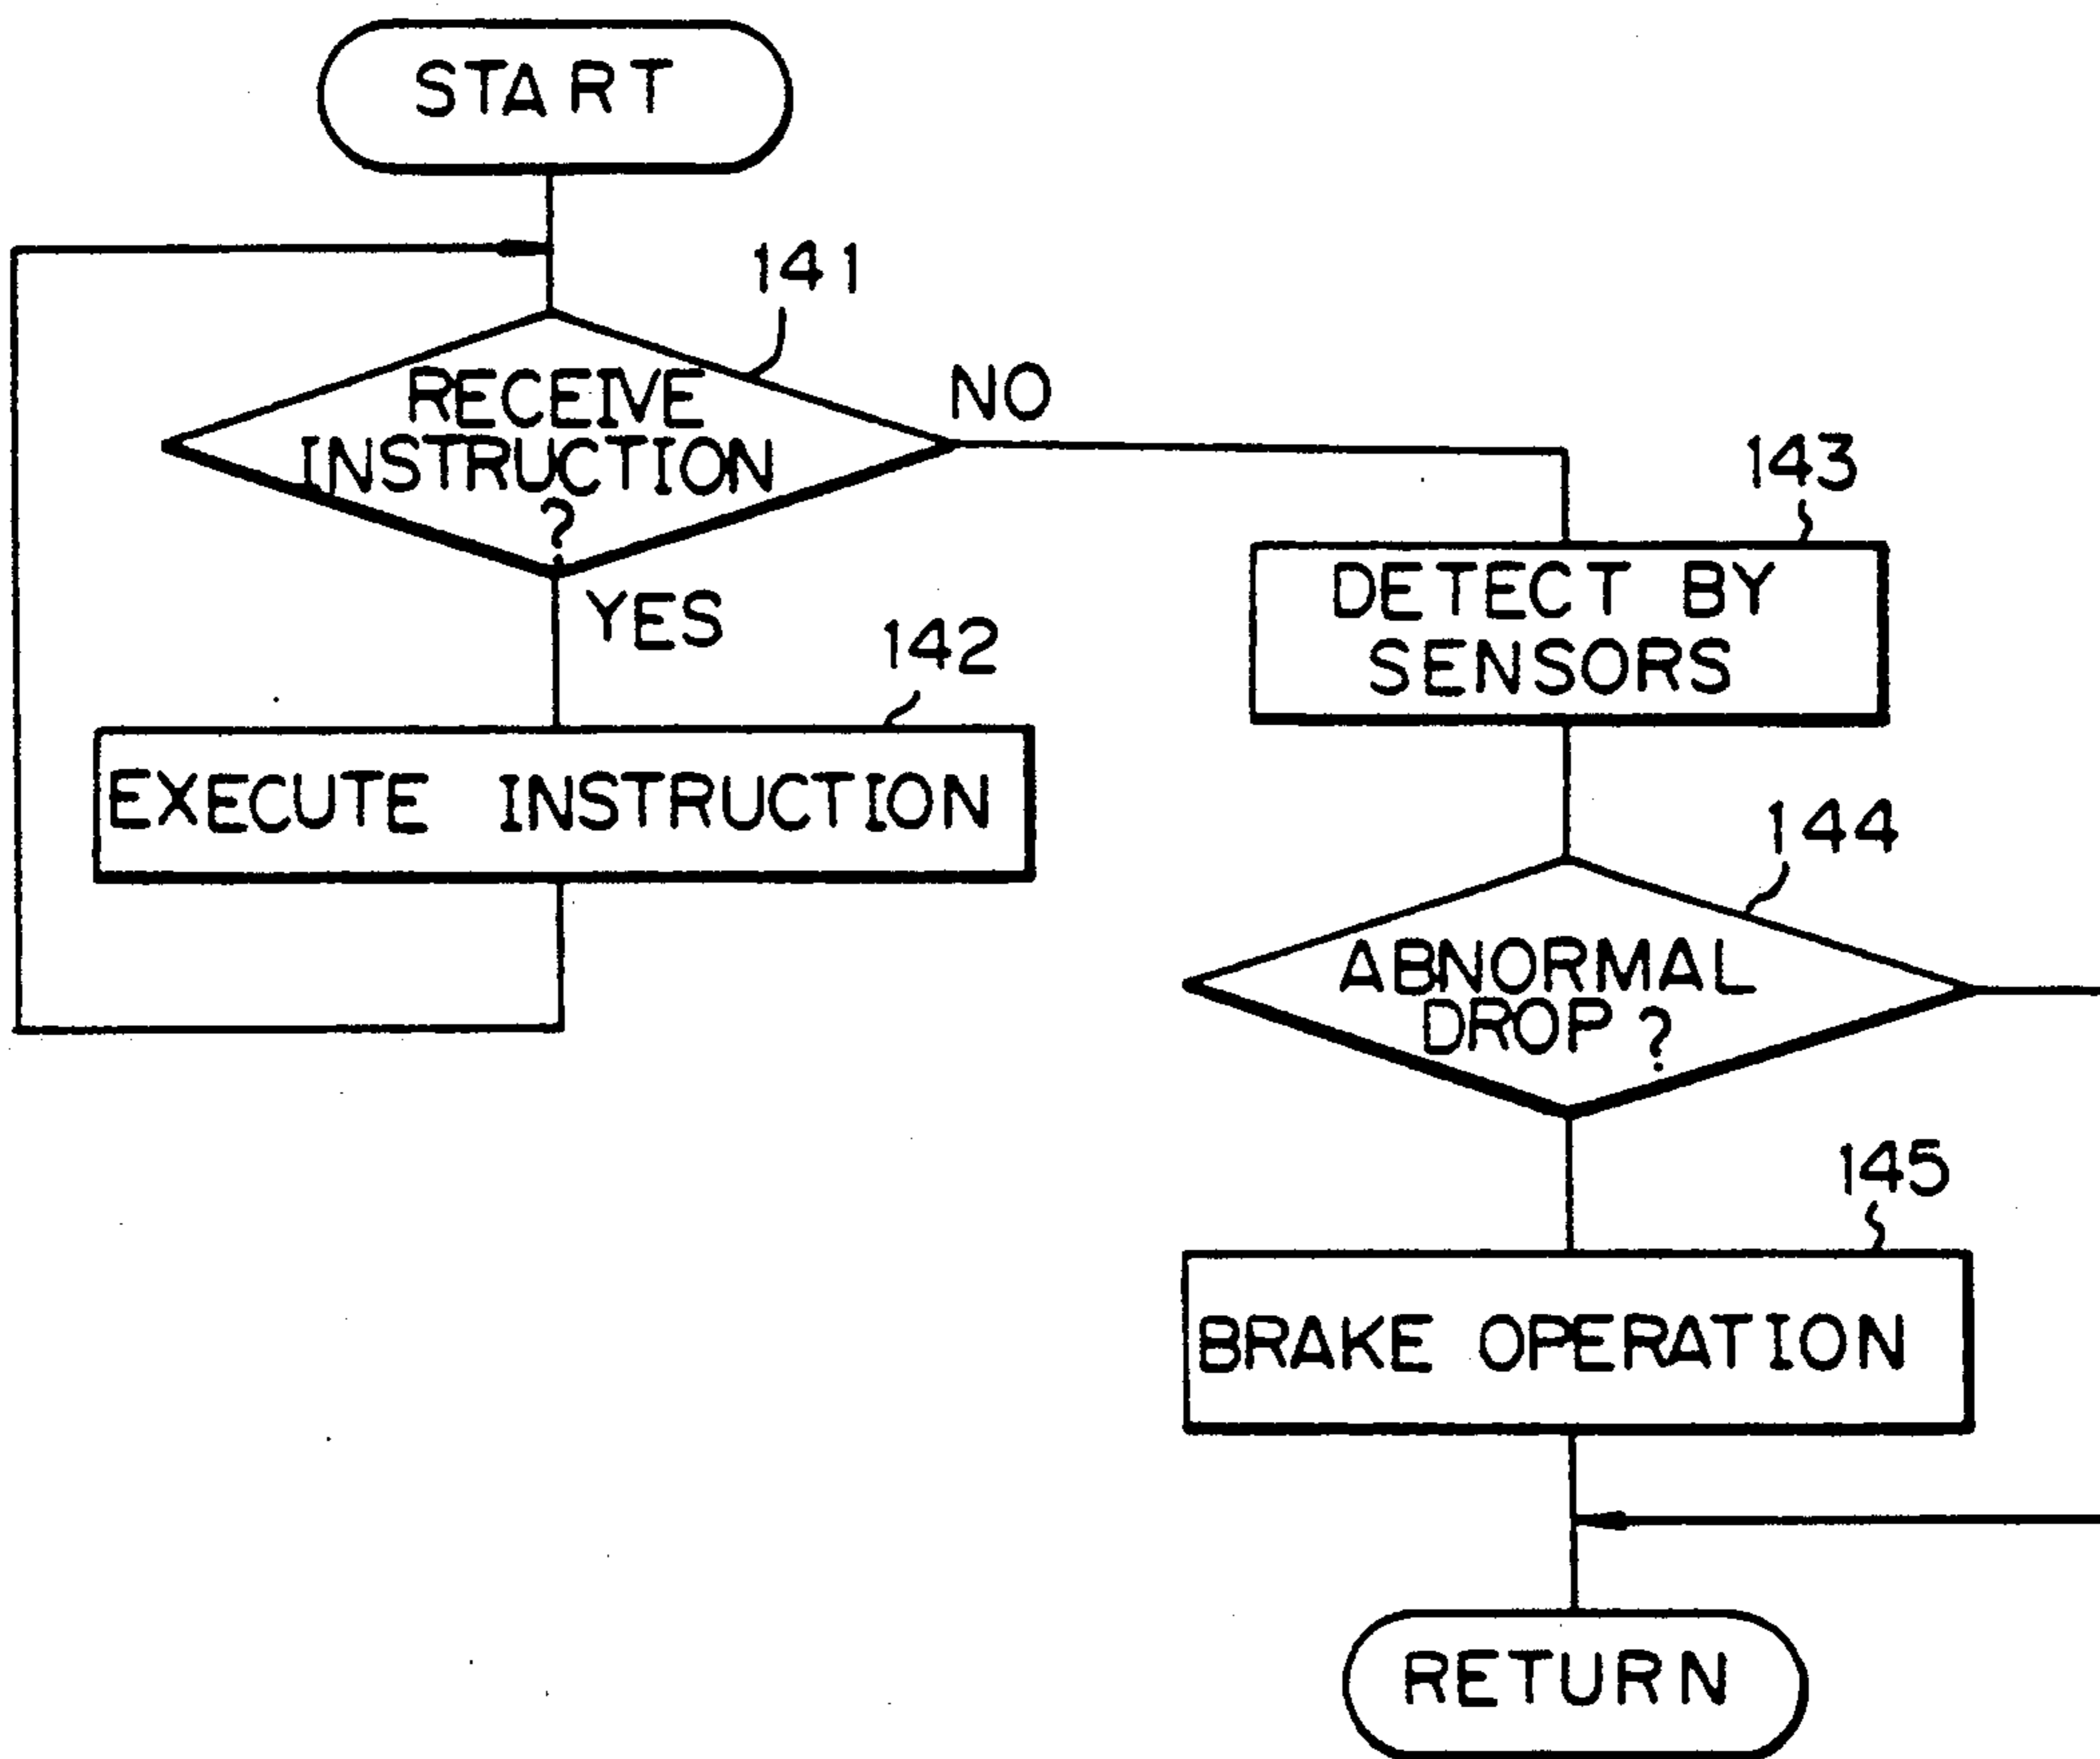 START
141
RECEIVE
INSTRUCTION
?
NO
YES
142
EXECUTE INSTRUCTION
143
DETECT BY
SENSORS
144
ABNORMAL
DROP ?
145
BRAKE OPERATION
RETURN